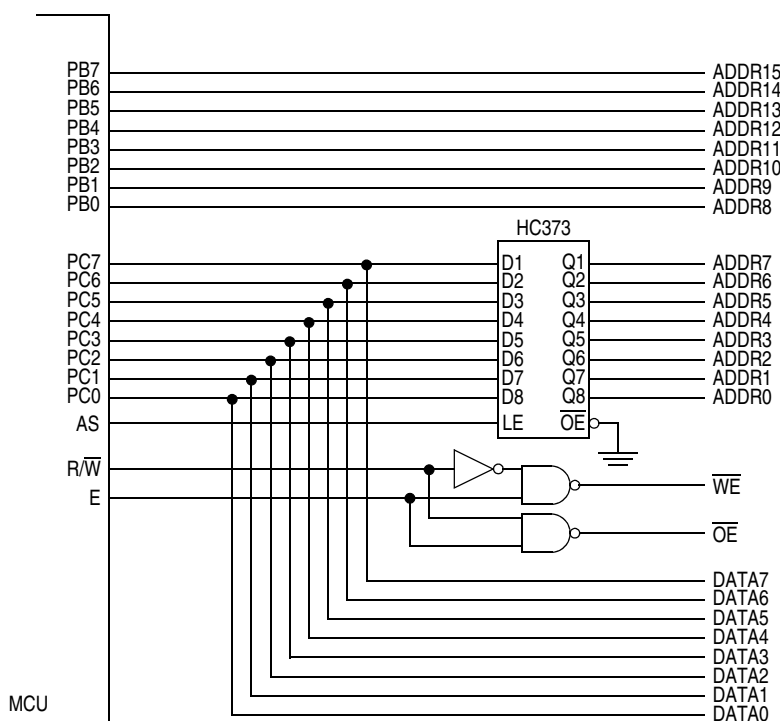 PB7 ADDR15
PB6 ADDR14
PB5 ADDR13
PB4 ADDR12
PB3 ADDR11
PB2 ADDR10
PB1 ADDR9
PB0 ADDR8
HC373
PC7 D1 Q1 ADDR7
PC6 D2 Q2 ADDR6
PC5 D3 Q3 ADDR5
PC4 D4 Q4 ADDR4
PC3 D5 Q5 ADDR3
PC2 D6 Q6 ADDR2
PC1 D7 Q7 ADDR1
PC0 D8 Q8 ADDR0
AS LE O̅E̅
R/W̅
E W̅E̅
O̅E̅
DATA7
DATA6
DATA5
DATA4
DATA3
DATA2
MCU DATA1
DATA0